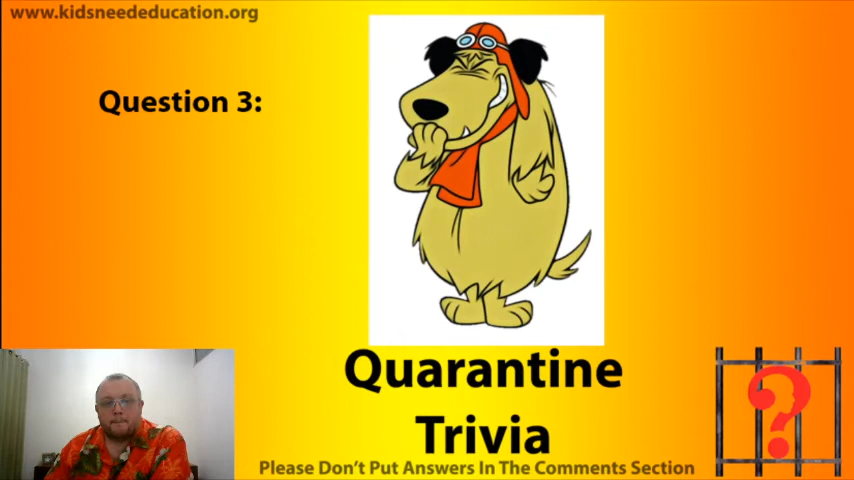 www.kidsneededucation.org
Question 3:
Quarantine
Trivia
Please Don't Put Answers In The Comments Section